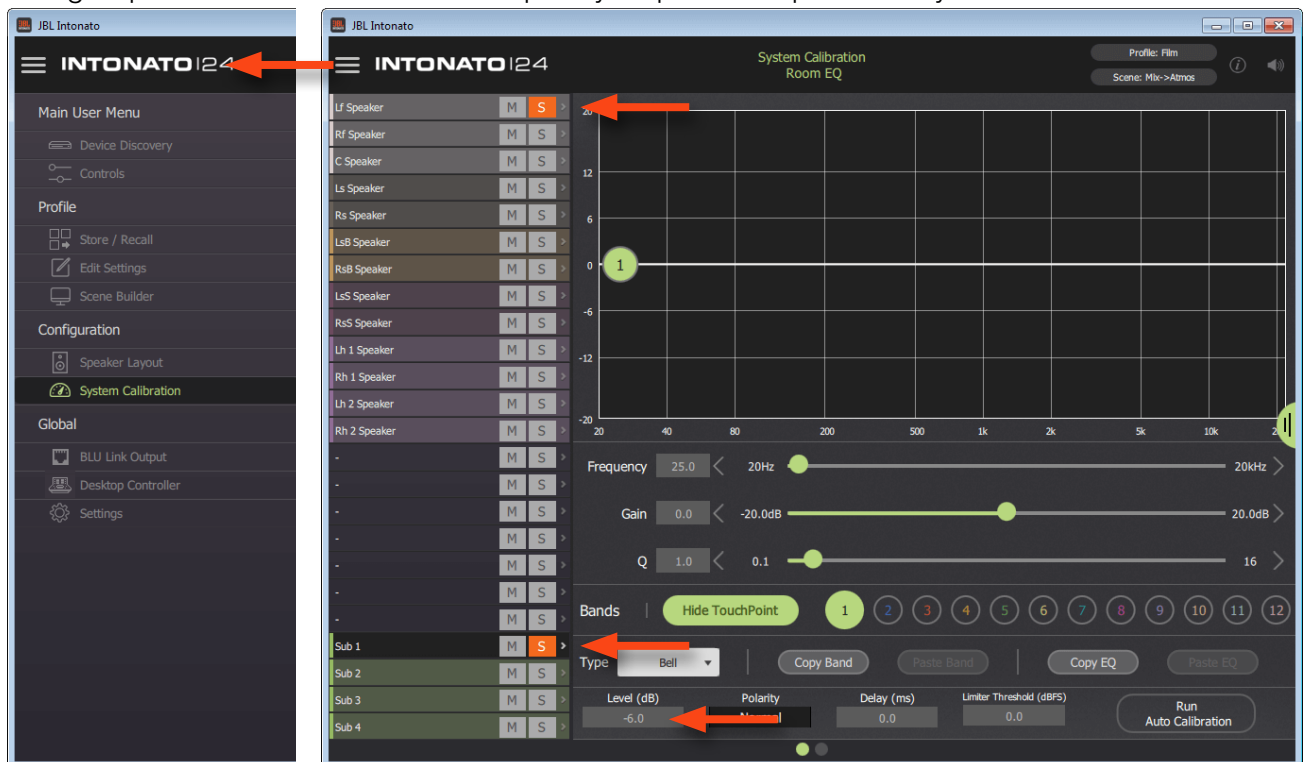 JBL Intonato
INTONATO|24
Main User Menu
Device Discovery
Controls
Profile
Store / Recall
Edit Settings
Scene Builder
Configuration
Speaker Layout
System Calibration
Global
BLU Link Output
Desktop Controller
Settings
JBL Intonato
INTONATO|24
System Calibration
Room EQ
Profile: Film
Scene: Mix->Atmos
Lf Speaker M S >
Rf Speaker M S >
C Speaker M S >
Ls Speaker M S >
Rs Speaker M S >
LsB Speaker M S >
RsB Speaker M S >
LsS Speaker M S >
RsS Speaker M S >
Lh 1 Speaker M S >
Rh 1 Speaker M S >
Lh 2 Speaker M S >
Rh 2 Speaker M S >
- M S >
- M S >
- M S >
- M S >
- M S >
- M S >
- M S >
Sub 1 M S >
Sub 2 M S >
Sub 3 M S >
Sub 4 M S >
20
12
6
0
1
-6
-12
-20
20 40 80 200 500 1k 2k 5k 10k
Frequency 25.0 20Hz 20kHz
Gain 0.0 -20.0dB 20.0dB
Q 1.0 0.1 16
Bands | Hide TouchPoint 1 2 3 4 5 6 7 8 9 10 11 12
Type Bell Copy Band Paste Band Copy EQ Paste EQ
Level (dB) Polarity Delay (ms) Limiter Threshold (dBFS)
-6.0 Normal 0.0 0.0
Run
Auto Calibration